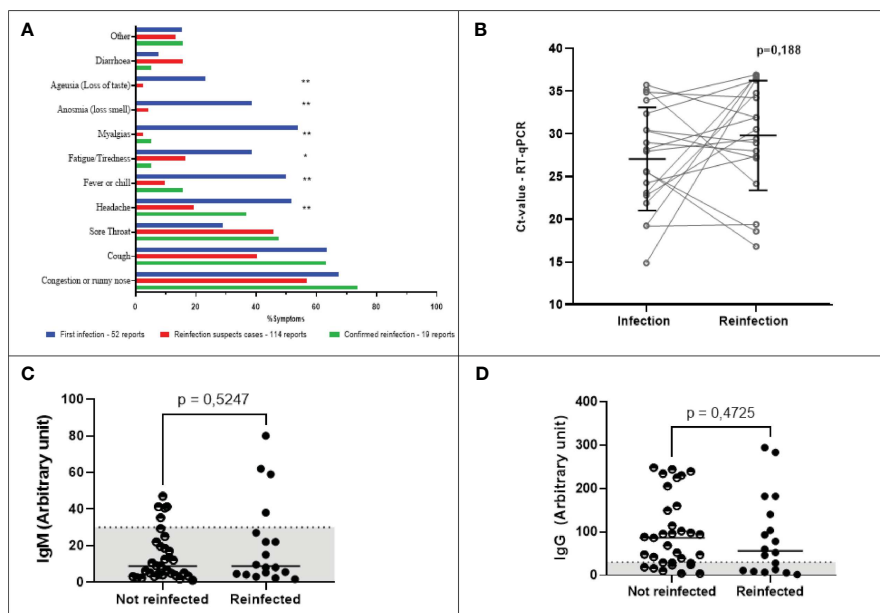 A
Other
Diarrhoea
Ageusia (Loss of taste)
**
Anosmia (loss smell)
**
Myalgias
**
Fatigue/Tiredness
*
Fever or chill
**
Headache
**
Sore Throat
Cough
Congestion or runny nose
0 20 40 60 80 100
%Symptoms
First infection - 52 reports Reinfection suspects cases - 114 reports Confirmed reinfection - 19 reports
B
p=0,188
Ct-value - RT-qPCR
40
35
30
25
20
15
10
Infection Reinfection
C
p = 0,5247
IgM (Arbitrary unit)
100
80
60
40
30
15
0
Not reinfected Reinfected
D
p = 0,4725
IgG (Arbitrary unit)
400
300
200
100
0
Not reinfected Reinfected